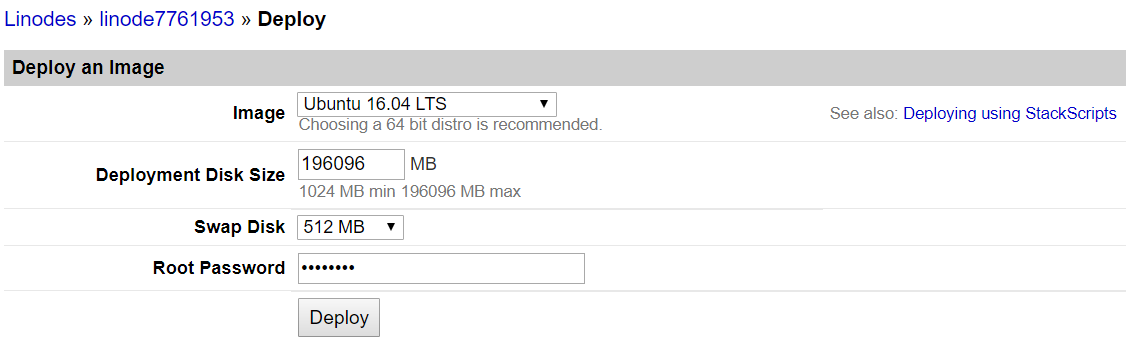 Linodes » linode7761953 » Deploy
Deploy an Image
Image Ubuntu 16.04 LTS
Choosing a 64 bit distro is recommended.
See also: Deploying using StackScripts
Deployment Disk Size 196096 MB
1024 MB min 196096 MB max
Swap Disk 512 MB
Root Password ••••••••
Deploy